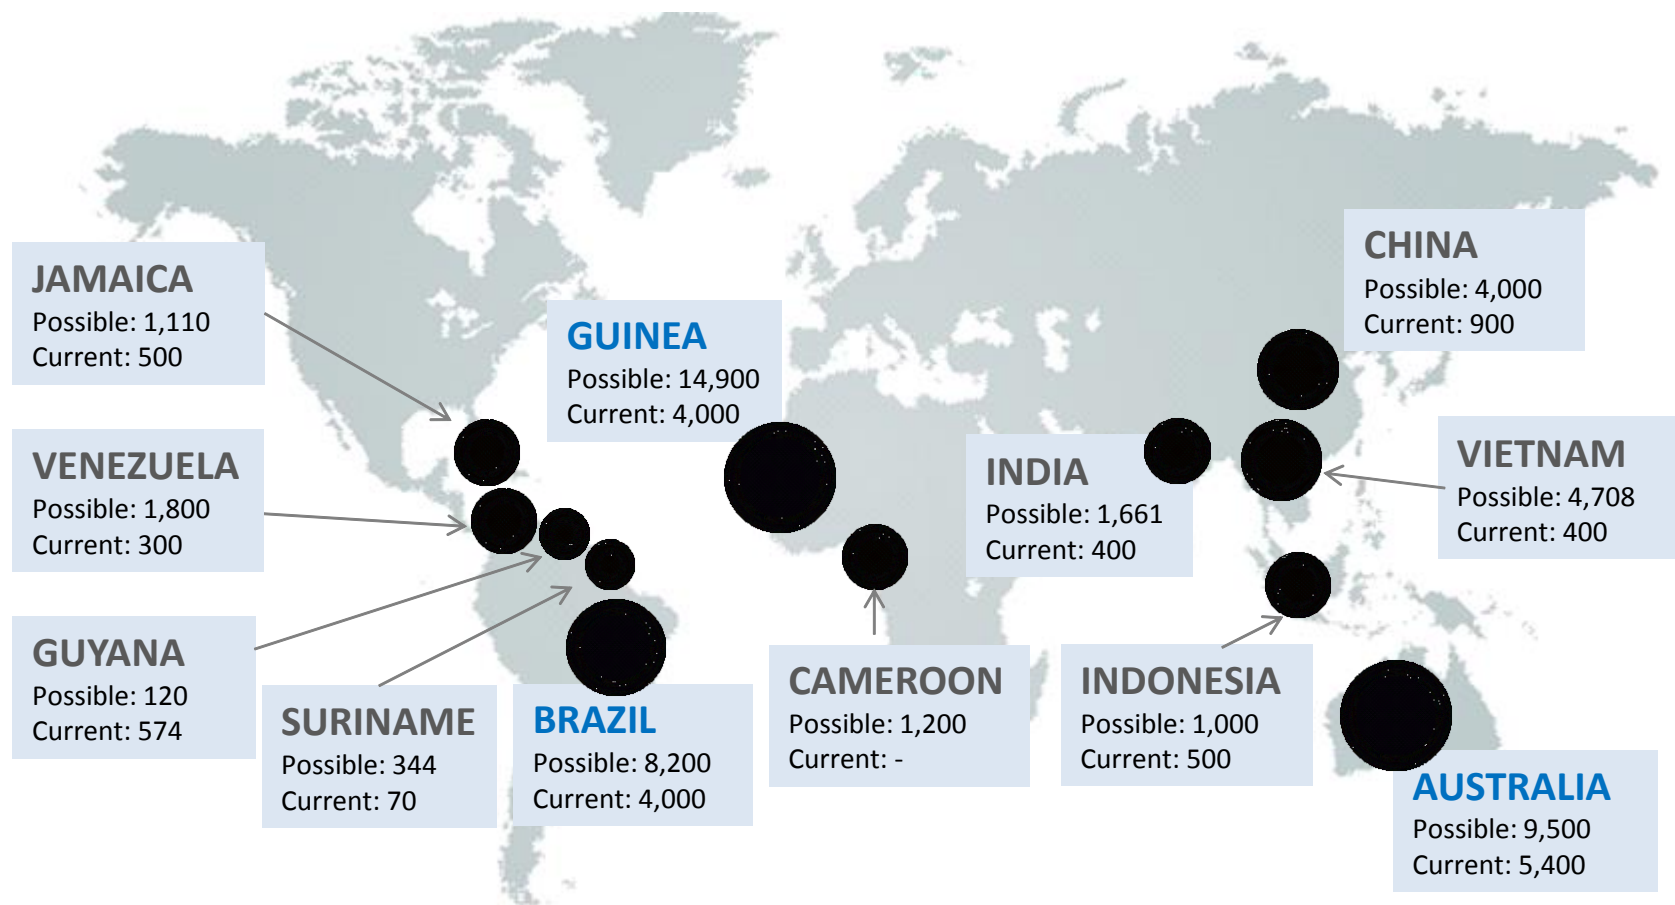 JAMAICA
Possible: 1,110
Current: 500
VENEZUELA
Possible: 1,800
Current: 300
GUYANA
Possible: 120
Current: 574
SURINAME
Possible: 344
Current: 70
BRAZIL
Possible: 8,200
Current: 4,000
GUINEA
Possible: 14,900
Current: 4,000
CAMEROON
Possible: 1,200
Current: -
INDIA
Possible: 1,661
Current: 400
CHINA
Possible: 4,000
Current: 900
VIETNAM
Possible: 4,708
Current: 400
INDONESIA
Possible: 1,000
Current: 500
AUSTRALIA
Possible: 9,500
Current: 5,400